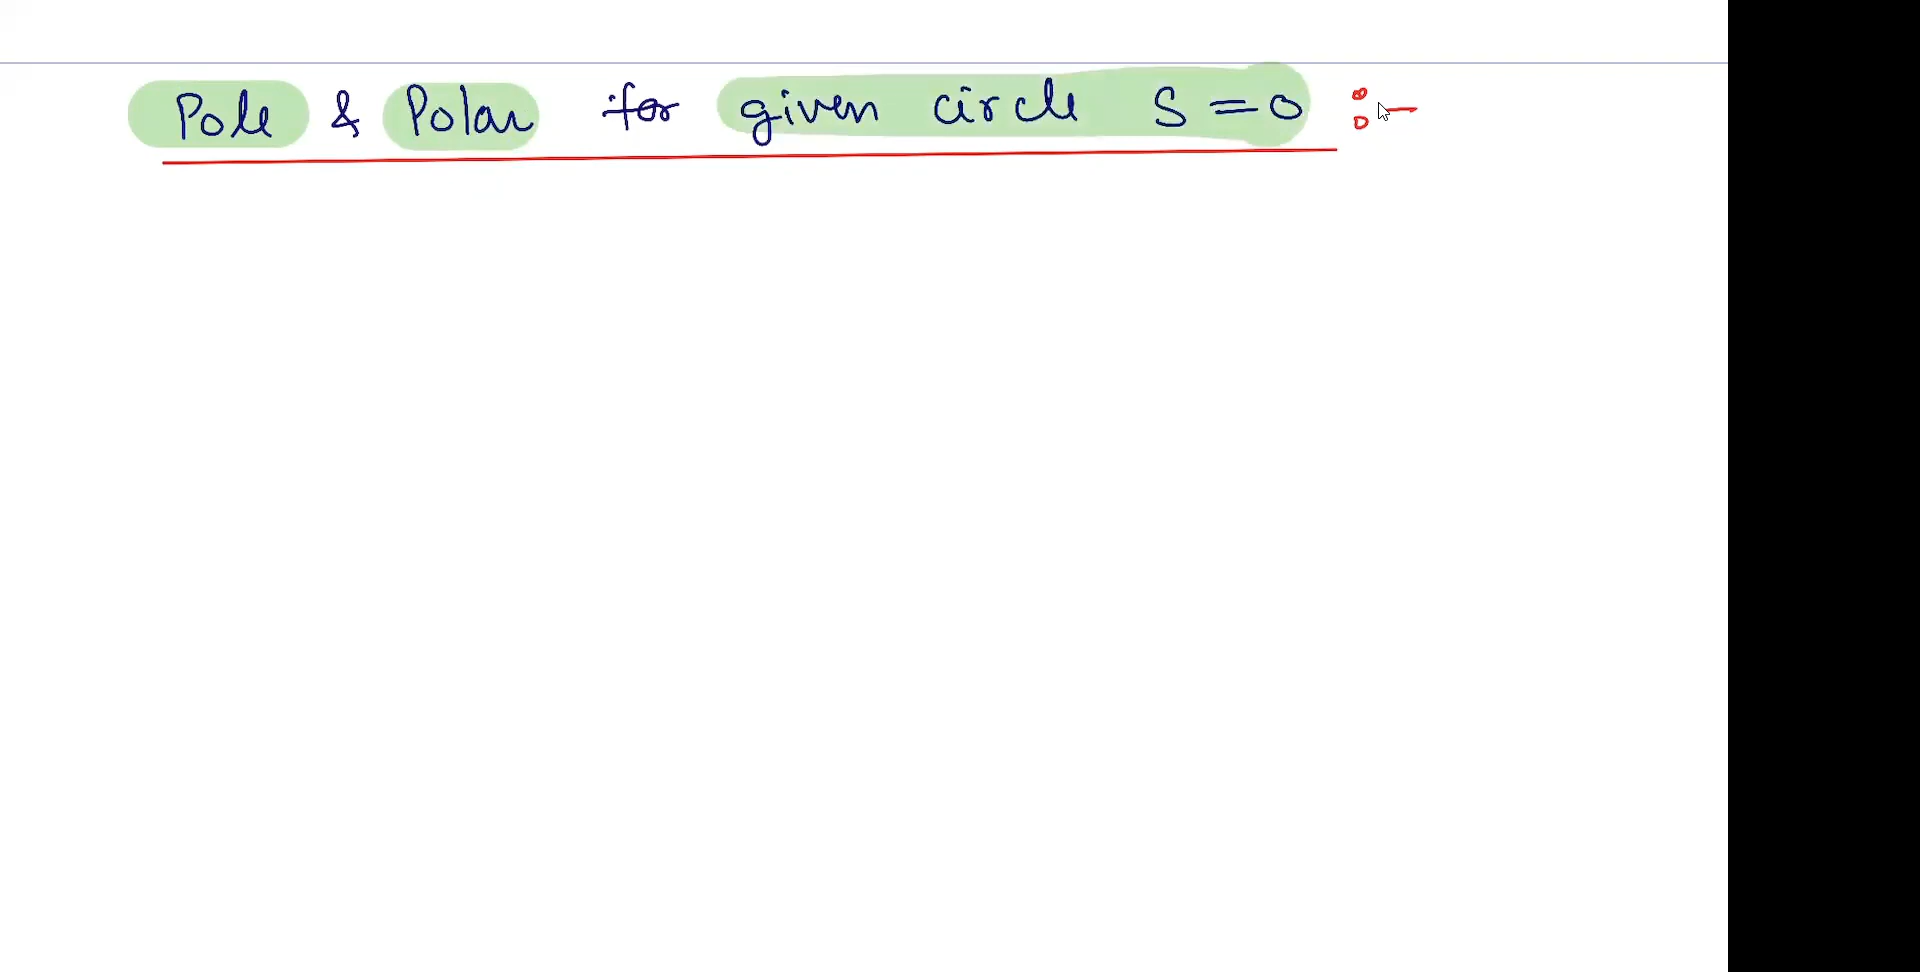 Pole & Polar for given circle S = 0 :-